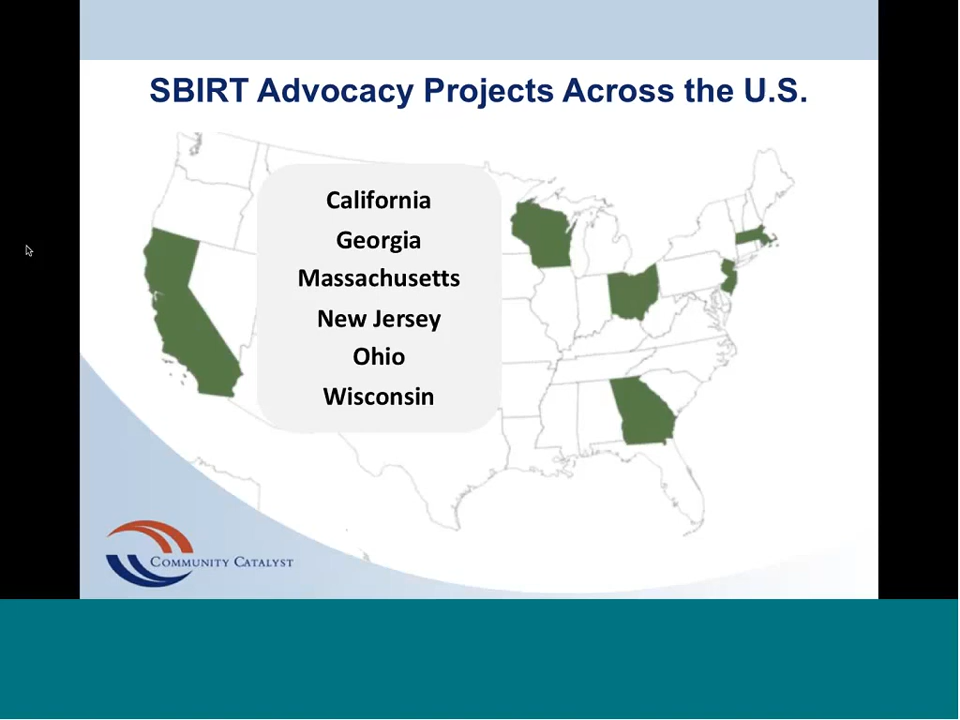 SBIRT Advocacy Projects Across the U.S.
California
Georgia
Massachusetts
New Jersey
Ohio
Wisconsin
COMMUNITY CATALYST